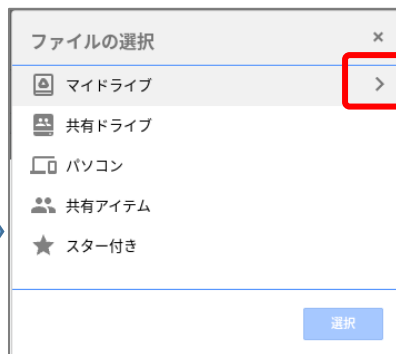 ファイルの選択
×
マイドライブ
共有ドライブ
パソコン
共有アイテム
スター付き
選択